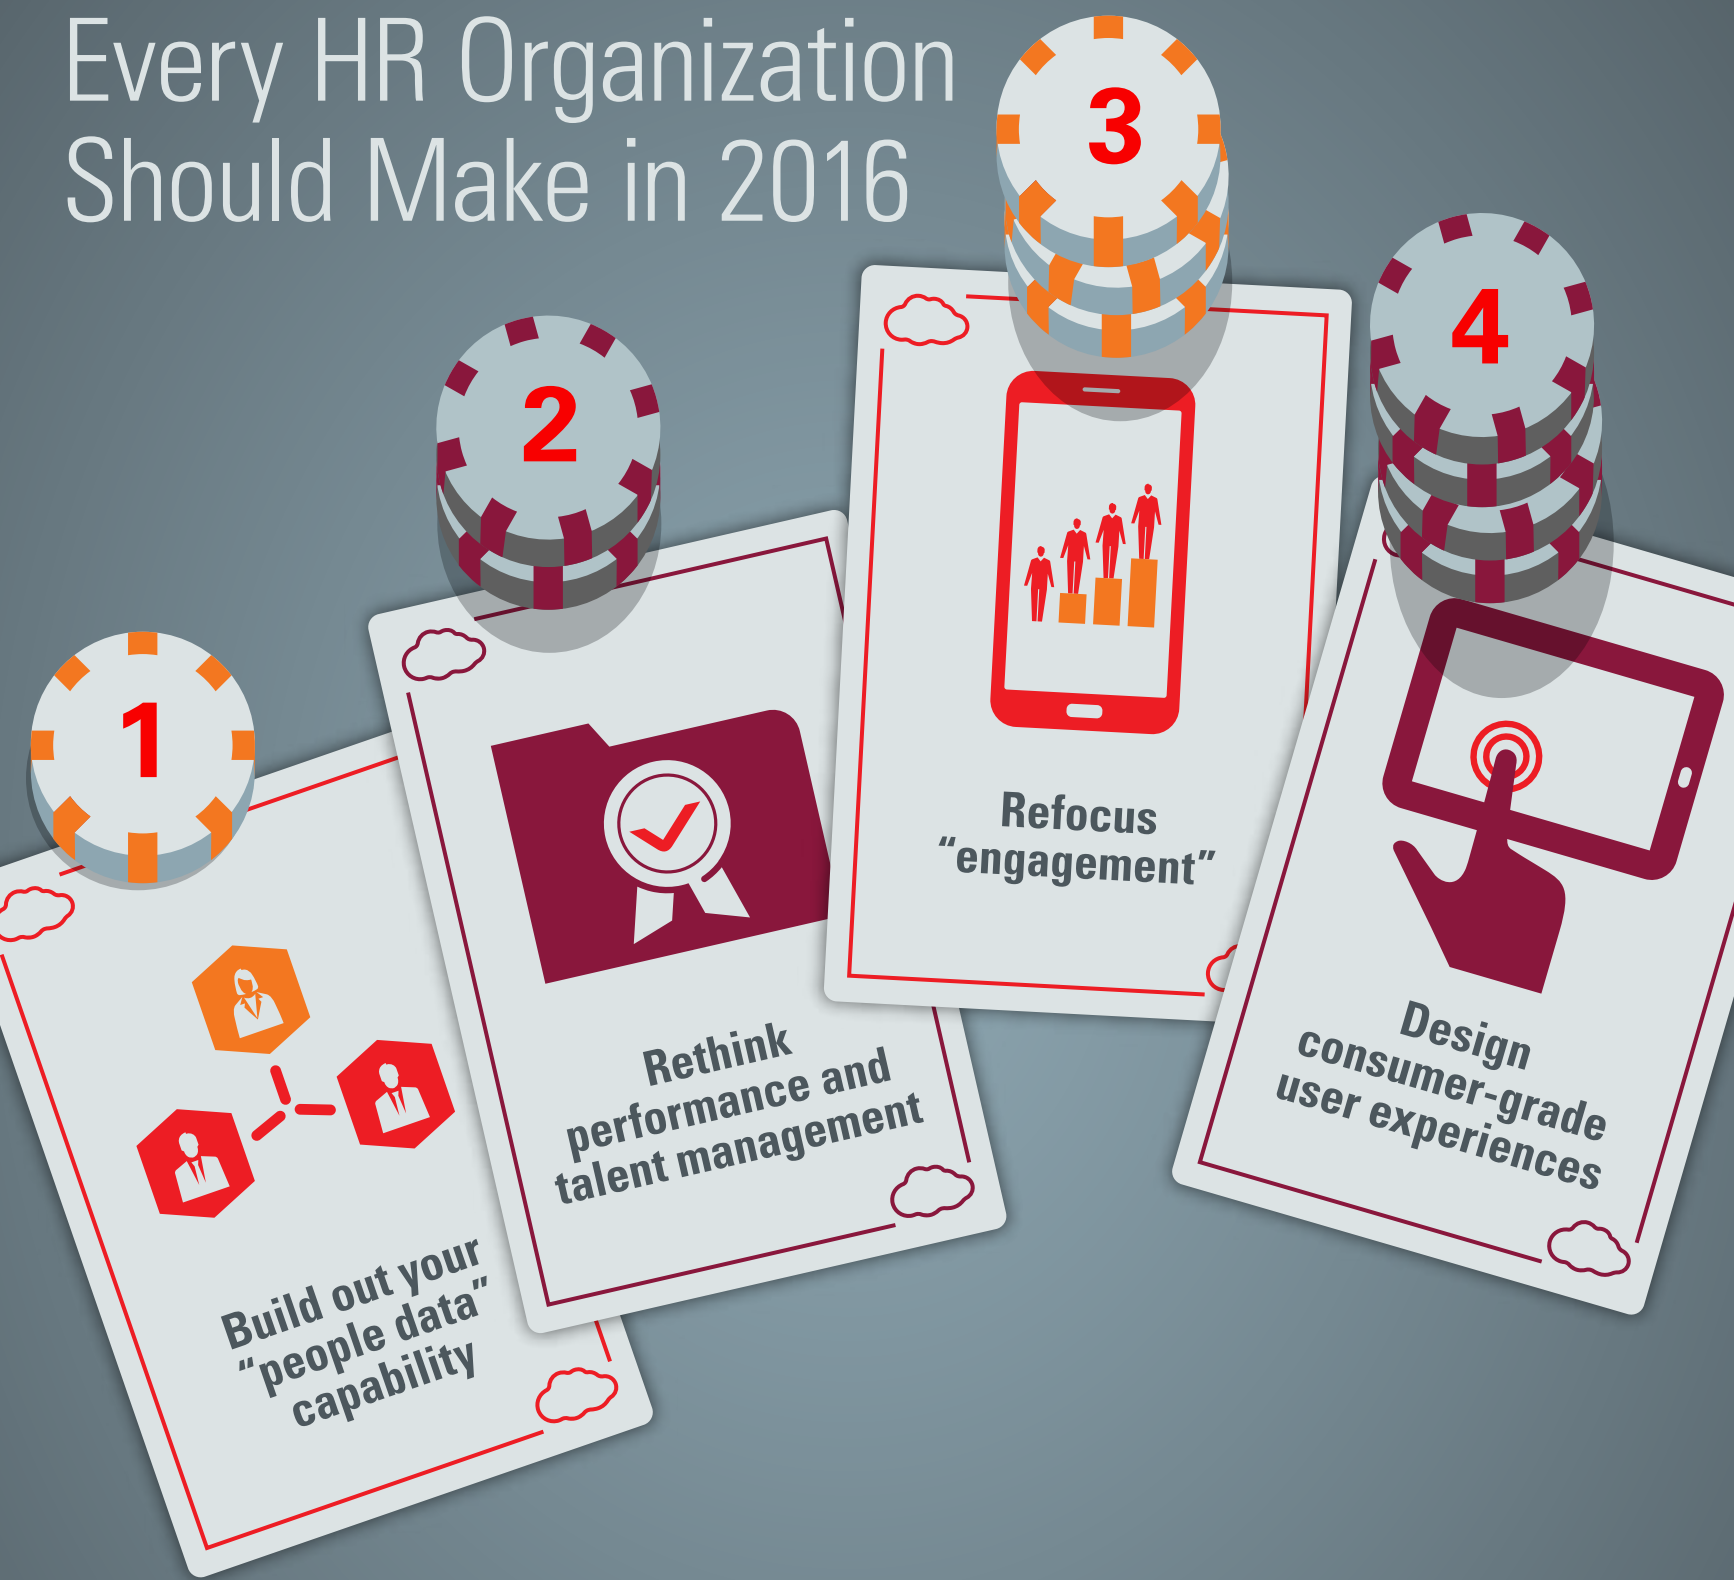 Every HR Organization
Should Make in 2016
1
Build out your
“people data”
capability
2
Rethink
performance and
talent management
3
Refocus
“engagement”
4
Design
consumer-grade
user experiences